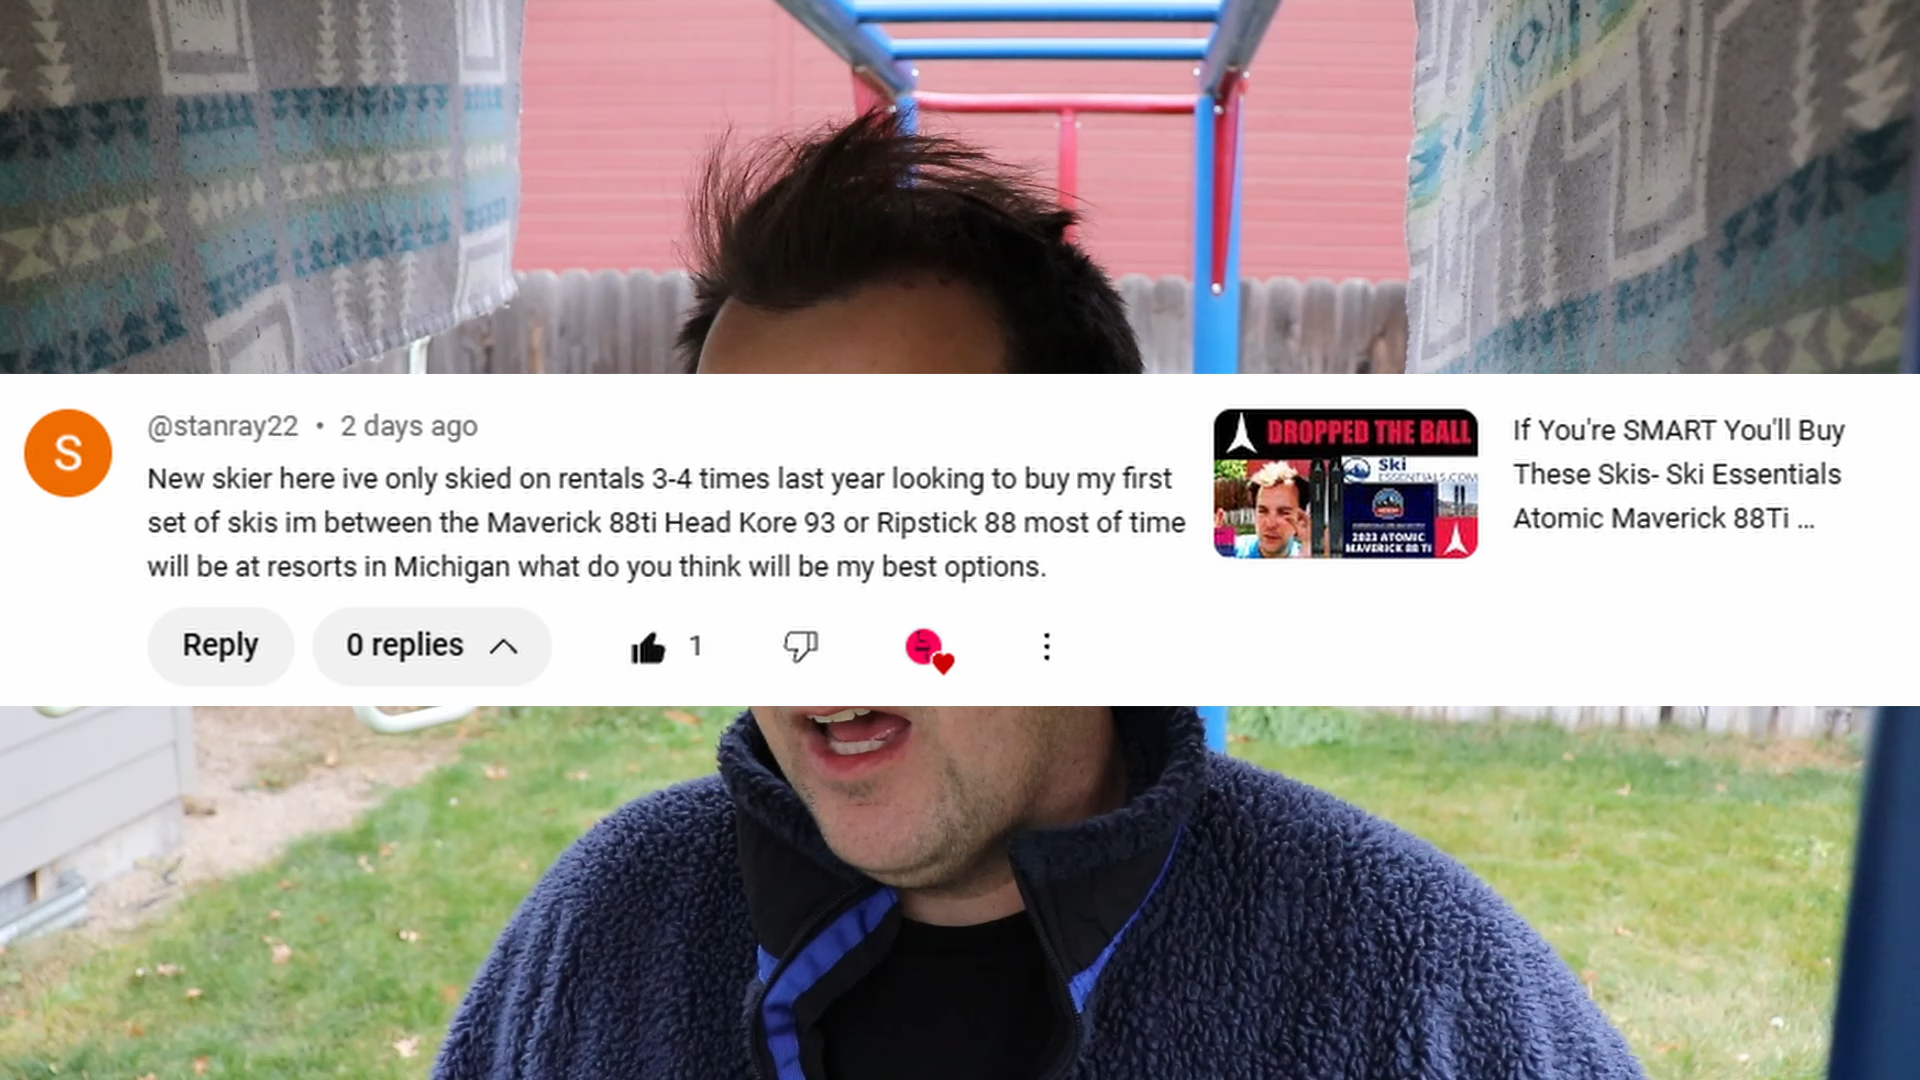 S
@stanray22 • 2 days ago
New skier here ive only skied on rentals 3-4 times last year looking to buy my first
set of skis im between the Maverick 88ti Head Kore 93 or Ripstick 88 most of time
will be at resorts in Michigan what do you think will be my best options.
Reply
0 replies
1
DROPPED THE BALL
Ski
ESSENTIALS.COM
2023 ATOMIC
MAVERICK 88 TI
If You're SMART You'll Buy
These Skis- Ski Essentials
Atomic Maverick 88Ti ...